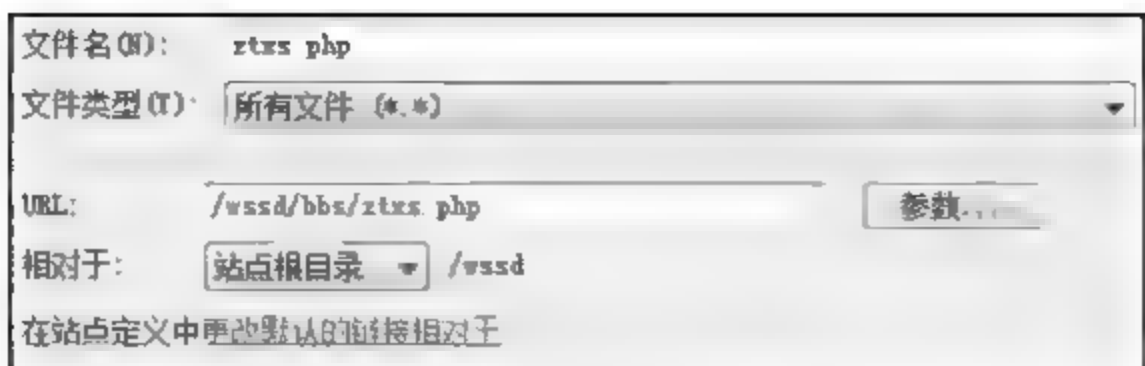 文件名(N): ztxs.php
文件类型(T): 所有文件 (*.*)
URL: /wssd/bbs/ztxs.php 参数...
相对于: 站点根目录 /wssd
在站点定义中更改默认的链接相对于